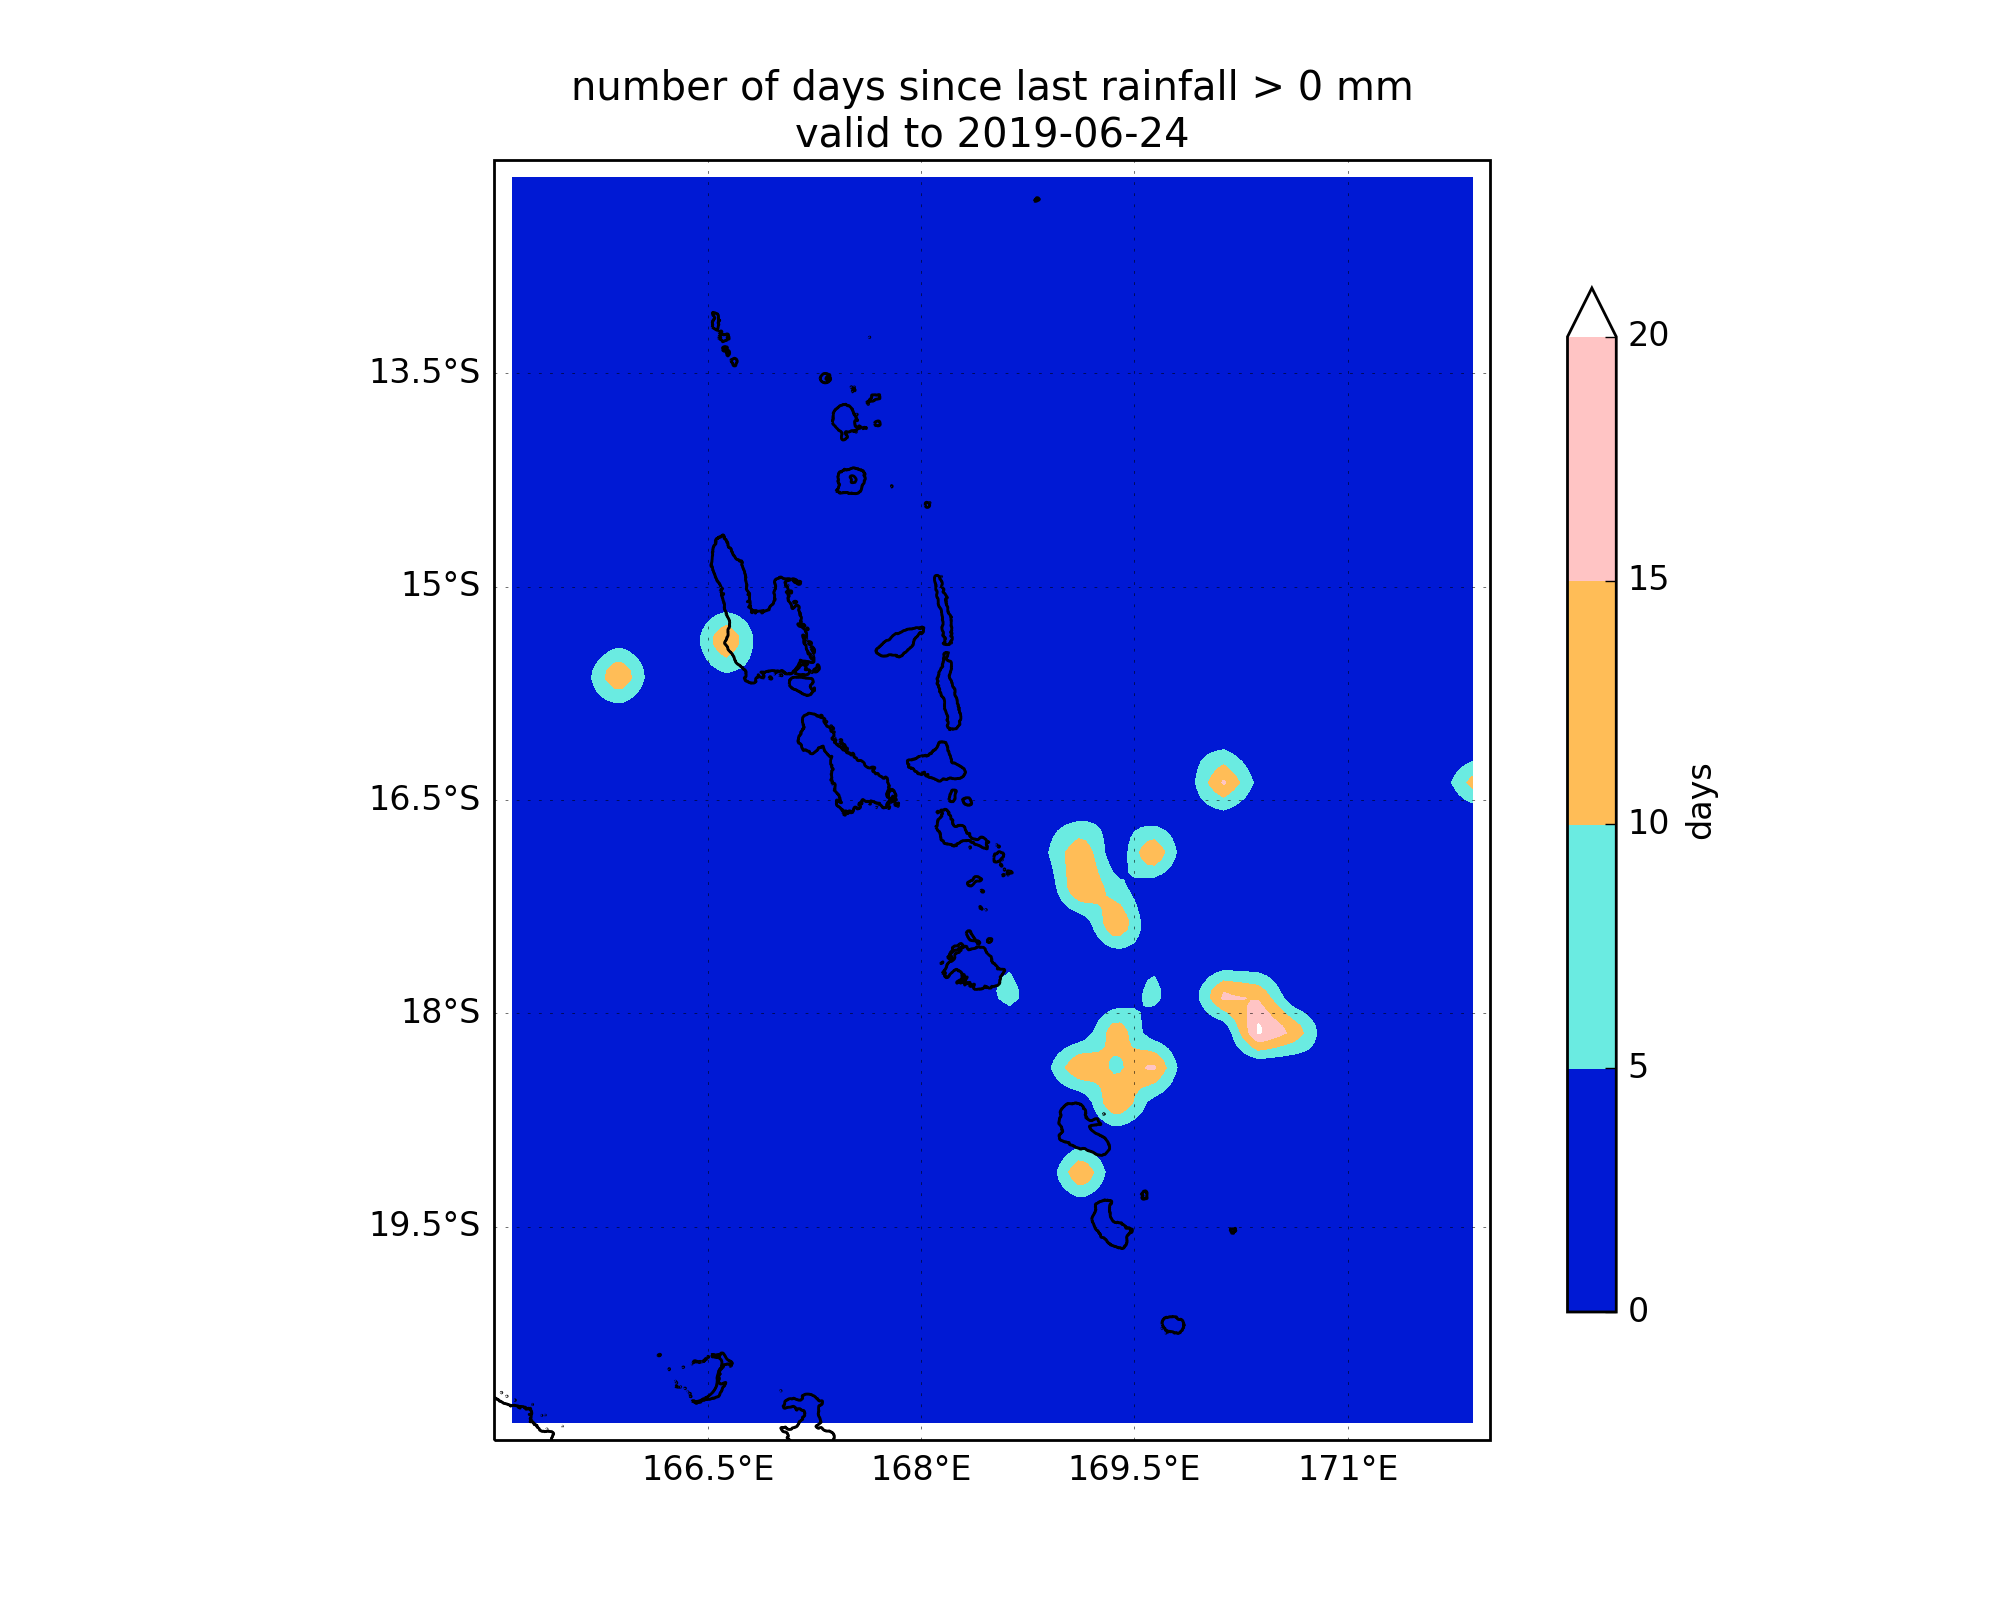 number of days since last rainfall > 0 mm
valid to 2019-06-24
13.5°S
15°S
16.5°S
18°S
19.5°S
166.5°E
168°E
169.5°E
171°E
20
15
10
5
0
days